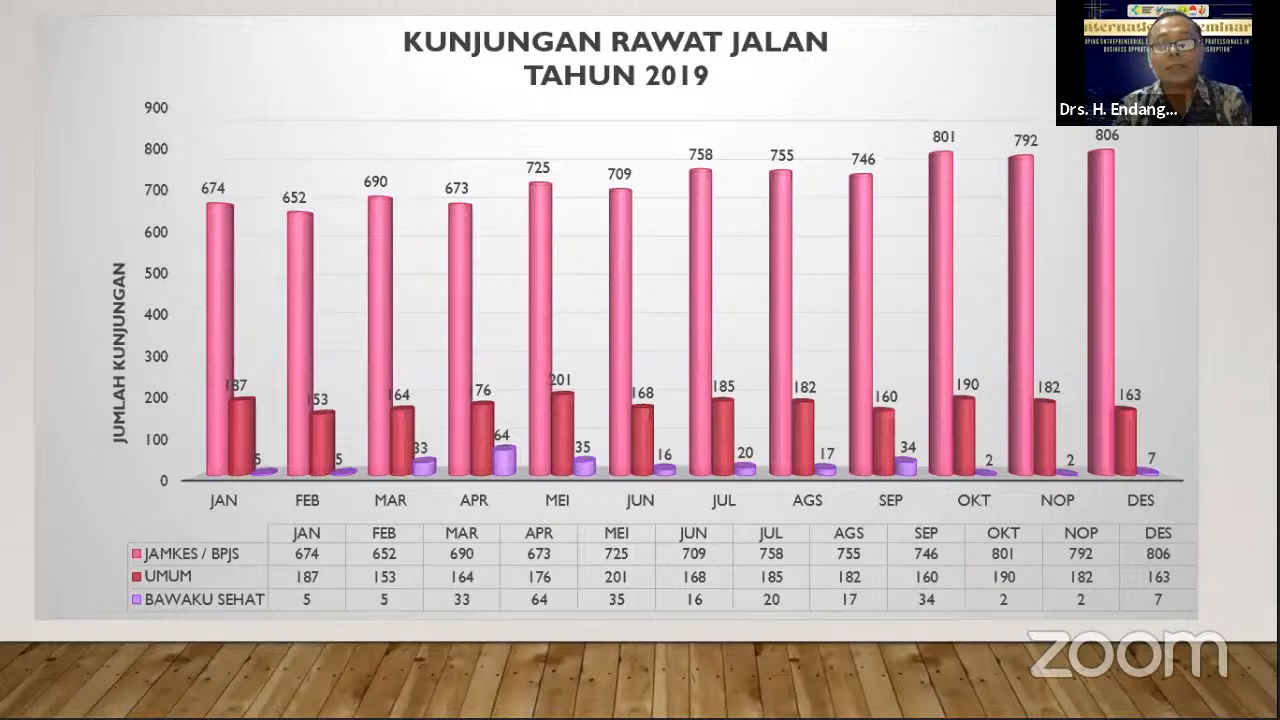 KUNJUNGAN RAWAT JALAN
TAHUN 2019
Drs. H. Endang...
JUMLAH KUNJUNGAN
900
800
700
600
500
400
300
200
100
0
674 652 690 673 725 709 758 755 746 801 792 806
187 153 164 176 201 168 185 182 160 190 182 163
5 5 33 64 35 16 20 17 34 2 2 7
JAN FEB MAR APR MEI JUN JUL AGS SEP OKT NOP DES
JAN FEB MAR APR MEI JUN JUL AGS SEP OKT NOP DES
JAMKES / BPJS 674 652 690 673 725 709 758 755 746 801 792 806
UMUM 187 153 164 176 201 168 185 182 160 190 182 163
BAWAKU SEHAT 5 5 33 64 35 16 20 17 34 2 2 7
zoom